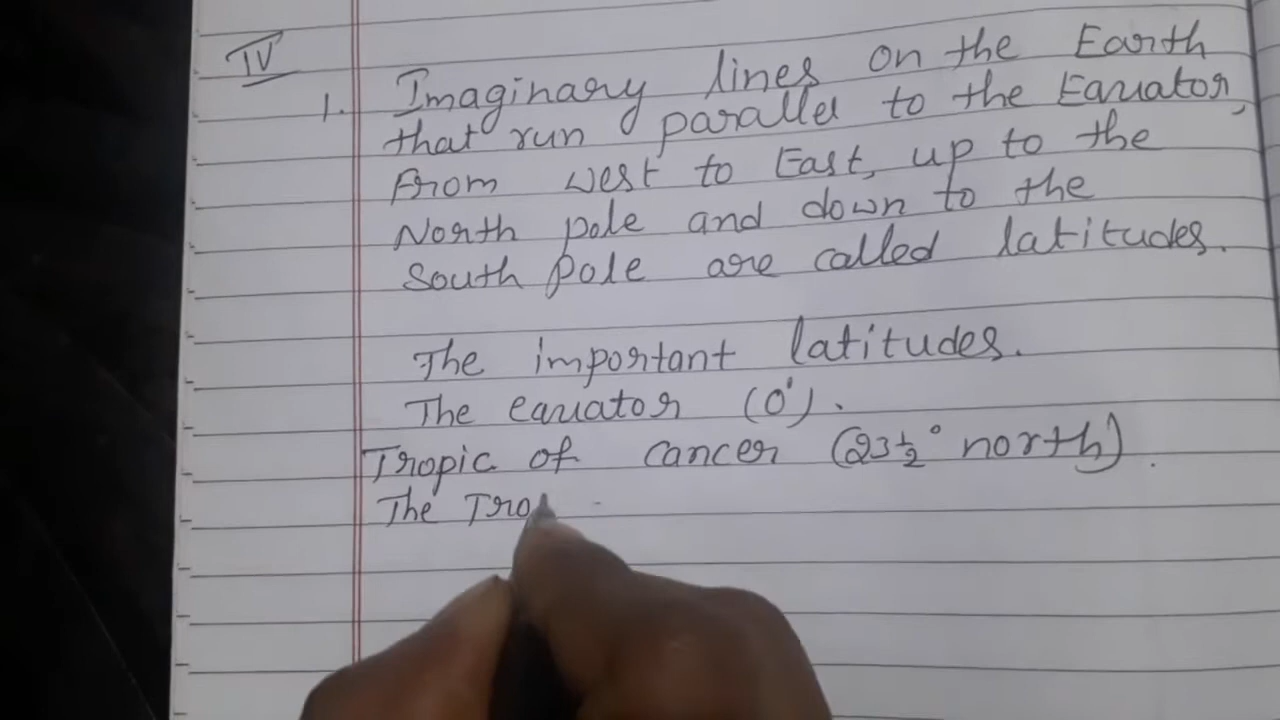 IV
1. Imaginary lines on the Earth
that run parallel to the Equator,
From west to East, up to the
North pole and down to the
South pole are called latitudes.
The important latitudes.
The equator (0°).
Tropic of cancer (23½° north).
The Tro